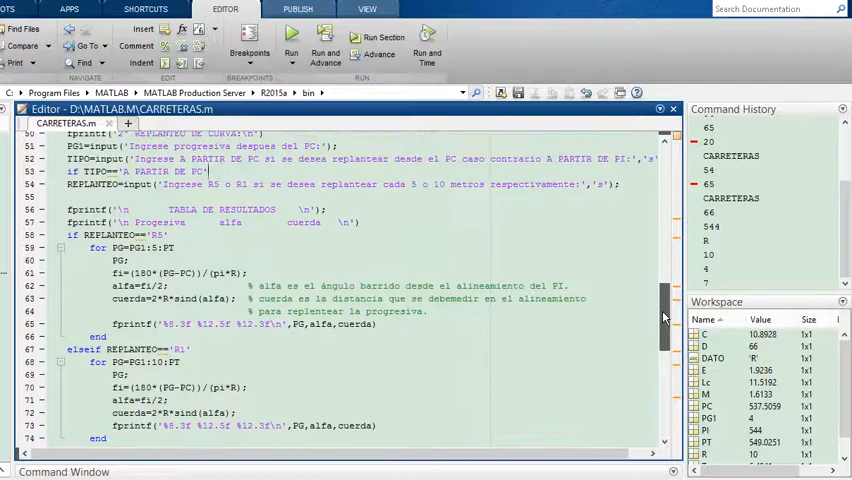 OTS
APPS
SHORTCUTS
EDITOR
PUBLISH
VIEW
Search Documentation
Find Files
Compare
Print
Go To
Find
NAVIGATE
Insert
fx
Comment
Indent
EDIT
Breakpoints
BREAKPOINTS
Run
Run and
Advance
Run Section
Advance
Run and
Time
RUN
C: Program Files MATLAB MATLAB Production Server R2015a bin
Editor - D:\MATLAB.M\CARRETERAS.m
CARRETERAS.m
50 fprintf('2° REPLANTEO DE CURVA:\n')
51 PG1=input('Ingrese progresiva despues del PC:');
52 TIPO=input('Ingrese A PARTIR DE PC si se desea replantear desde el PC caso contrario A PARTIR DE PI:','s'
53 if TIPO=='A PARTIR DE PC'
54 REPLANTEO=input('Ingrese R5 o R1 si se desea replantear cada 5 o 10 metros respectivamente:','s');
55
56 fprintf('\n TABLA DE RESULTADOS \n');
57 fprintf('\n Progesiva alfa cuerda \n')
58 if REPLANTEO=='R5'
59 for PG=PG1:5:PT
60 PG;
61 fi=(180*(PG-PC))/(pi*R);
62 alfa=fi/2; % alfa es el ángulo barrido desde el alineamiento del PI.
63 cuerda=2*R*sind(alfa); % cuerda es la distancia que se debemedir en el alineamiento
64 % para replentear la progresiva.
65 fprintf('%8.3f %12.5f %12.3f\n',PG,alfa,cuerda)
66 end
67 elseif REPLANTEO=='R1'
68 for PG=PG1:10:PT
69 PG;
70 fi=(180*(PG-PC))/(pi*R);
71 alfa=fi/2;
72 cuerda=2*R*sind(alfa);
73 fprintf('%8.3f %12.5f %12.3f\n',PG,alfa,cuerda)
74 end
Command Window
Command History
65
20
CARRETERAS
54
65
CARRETERAS
66
544
R
10
4
7
Workspace
Name Value Size
C 10.8928 1x1
D 66 1x1
DATO 'R' 1x1
E 1.9236 1x1
Lc 11.5192 1x1
M 1.6133 1x1
PC 537.5059 1x1
PG1 4 1x1
PI 544 1x1
PT 549.0251 1x1
R 10 1x1